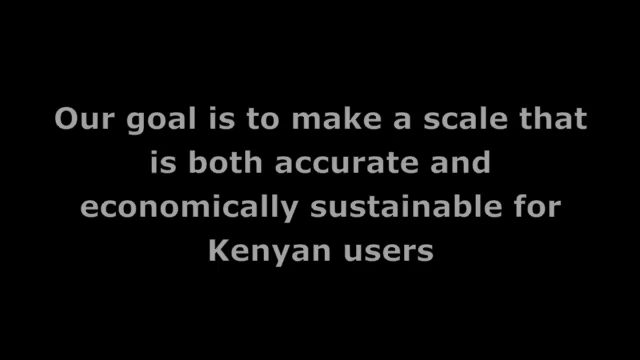 Our goal is to make a scale that
is both accurate and
economically sustainable for
Kenyan users